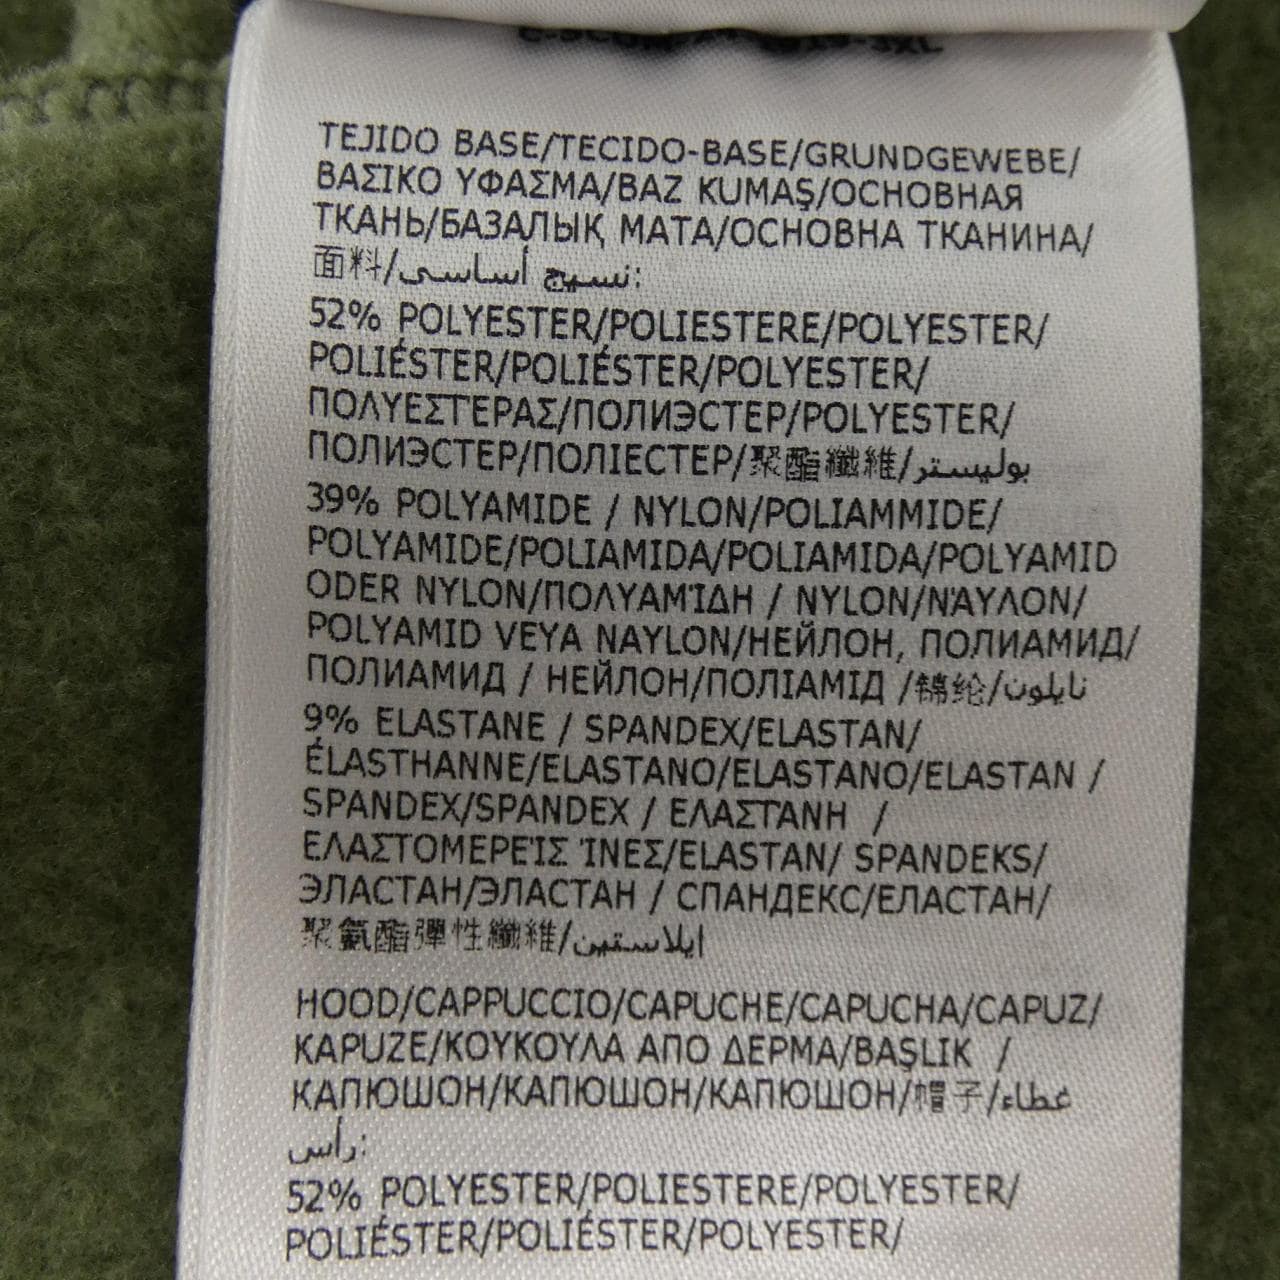 TEJIDO BASE/TECIDO-BASE/GRUNDGEWEBE/
ΒΑΣΙΚΟ ΥΦΑΣΜΑ/BAZ KUMAŞ/ОСНОВНАЯ
ТКАНЬ/БАЗАЛЫҚ МАТА/ОСНОВНА ТКАНИНА/
面料/نسيج أساسى:
52% POLYESTER/POLIESTERE/POLYESTER/
POLIÉSTER/POLIÉSTER/POLYESTER/
ΠΟΛΥΕΣΤΕΡΑΣ/ПОЛИЭСТЕР/POLYESTER/
ПОЛИЭСТЕР/ПОЛІЕСТЕР/聚酯纖維/بوليستر
39% POLYAMIDE / NYLON/POLIAMMIDE/
POLYAMIDE/POLIAMIDA/POLIAMIDA/POLYAMID
ODER NYLON/ΠΟΛΥΑΜΊΔΗ / NYLON/ΝΆΥΛΟΝ/
POLYAMID VEYA NAYLON/НЕЙЛОН, ПОЛИАМИД/
ПОЛИАМИД / НЕЙЛОН/ПОЛІАМІД /锦纶/نايلون
9% ELASTANE / SPANDEX/ELASTAN/
ÉLASTHANNE/ELASTANO/ELASTANO/ELASTAN /
SPANDEX/SPANDEX / ΕΛΑΣΤΑΝΗ /
ΕΛΑΣΤΟΜΕΡΕΊΣ ΊΝΕΣ/ELASTAN/ SPANDEKS/
ЭЛАСТАН/ЭЛАСТАН / СПАНДЕКС/ЕЛАСТАН/
聚氨酯彈性纖維/إيلاستين
HOOD/CAPPUCCIO/CAPUCHE/CAPUCHA/CAPUZ/
KAPUZE/ΚΟΥΚΟΥΛΑ ΑΠΟ ΔΕΡΜΑ/BAŞLIK /
КАПЮШОН/КАПЮШОН/КАПЮШОН/帽子/غطاء
رأس:
52% POLYESTER/POLIESTERE/POLYESTER/
POLIÉSTER/POLIÉSTER/POLYESTER/